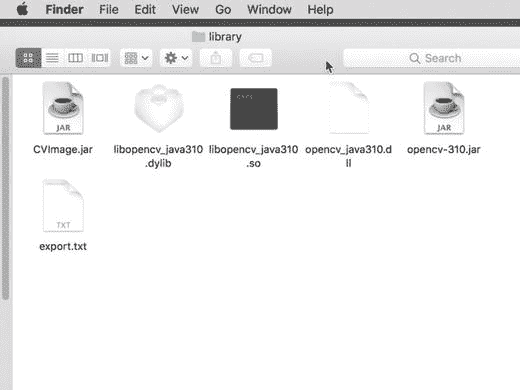 Finder File Edit View Go Window Help
library
Search
JAR JAR
CVImage.jar libopencv_java310 libopencv_java310 opencv_java310.d opencv-310.jar
.dylib .so ll
TXT
export.txt